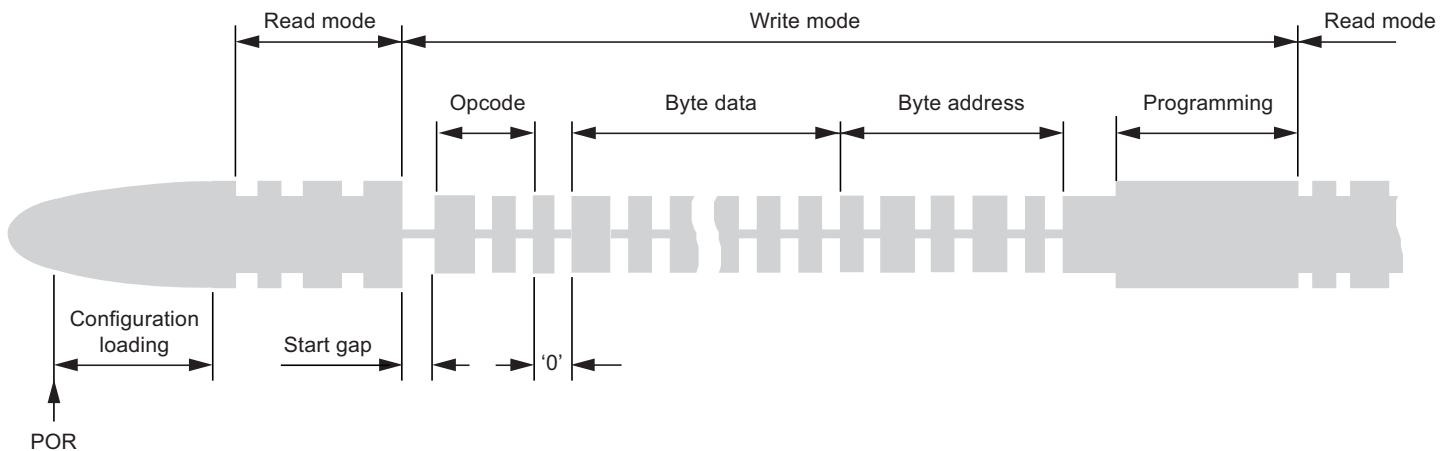 Read mode
Write mode
Read mode
Opcode
Byte data
Byte address
Programming
Configuration
loading
Start gap
‘0’
POR